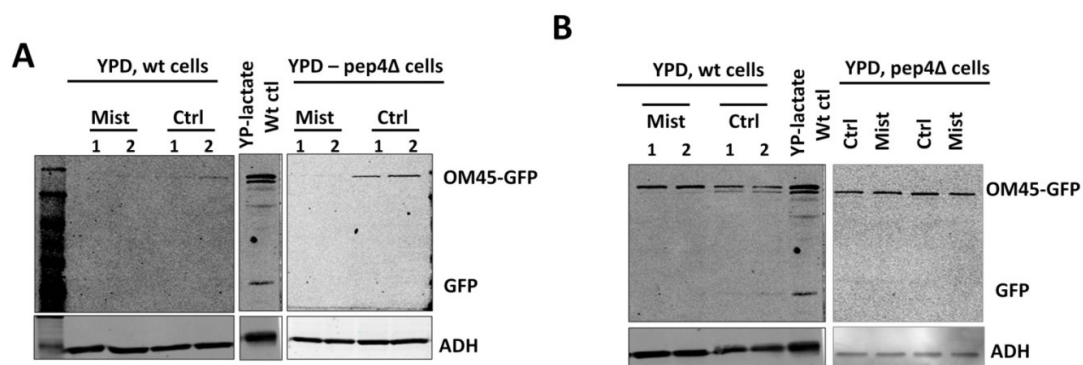 A
YPD, wt cells
YP-lactate
Wt ctl
YPD – pep4Δ cells
Mist
Ctrl
Mist
Ctrl
1
2
1
2
1
2
1
2
OM45-GFP
GFP
ADH
B
YPD, wt cells
YP-lactate
Wt ctl
YPD, pep4Δ cells
Mist
Ctrl
Ctrl
Mist
Ctrl
Mist
1
2
1
2
OM45-GFP
GFP
ADH